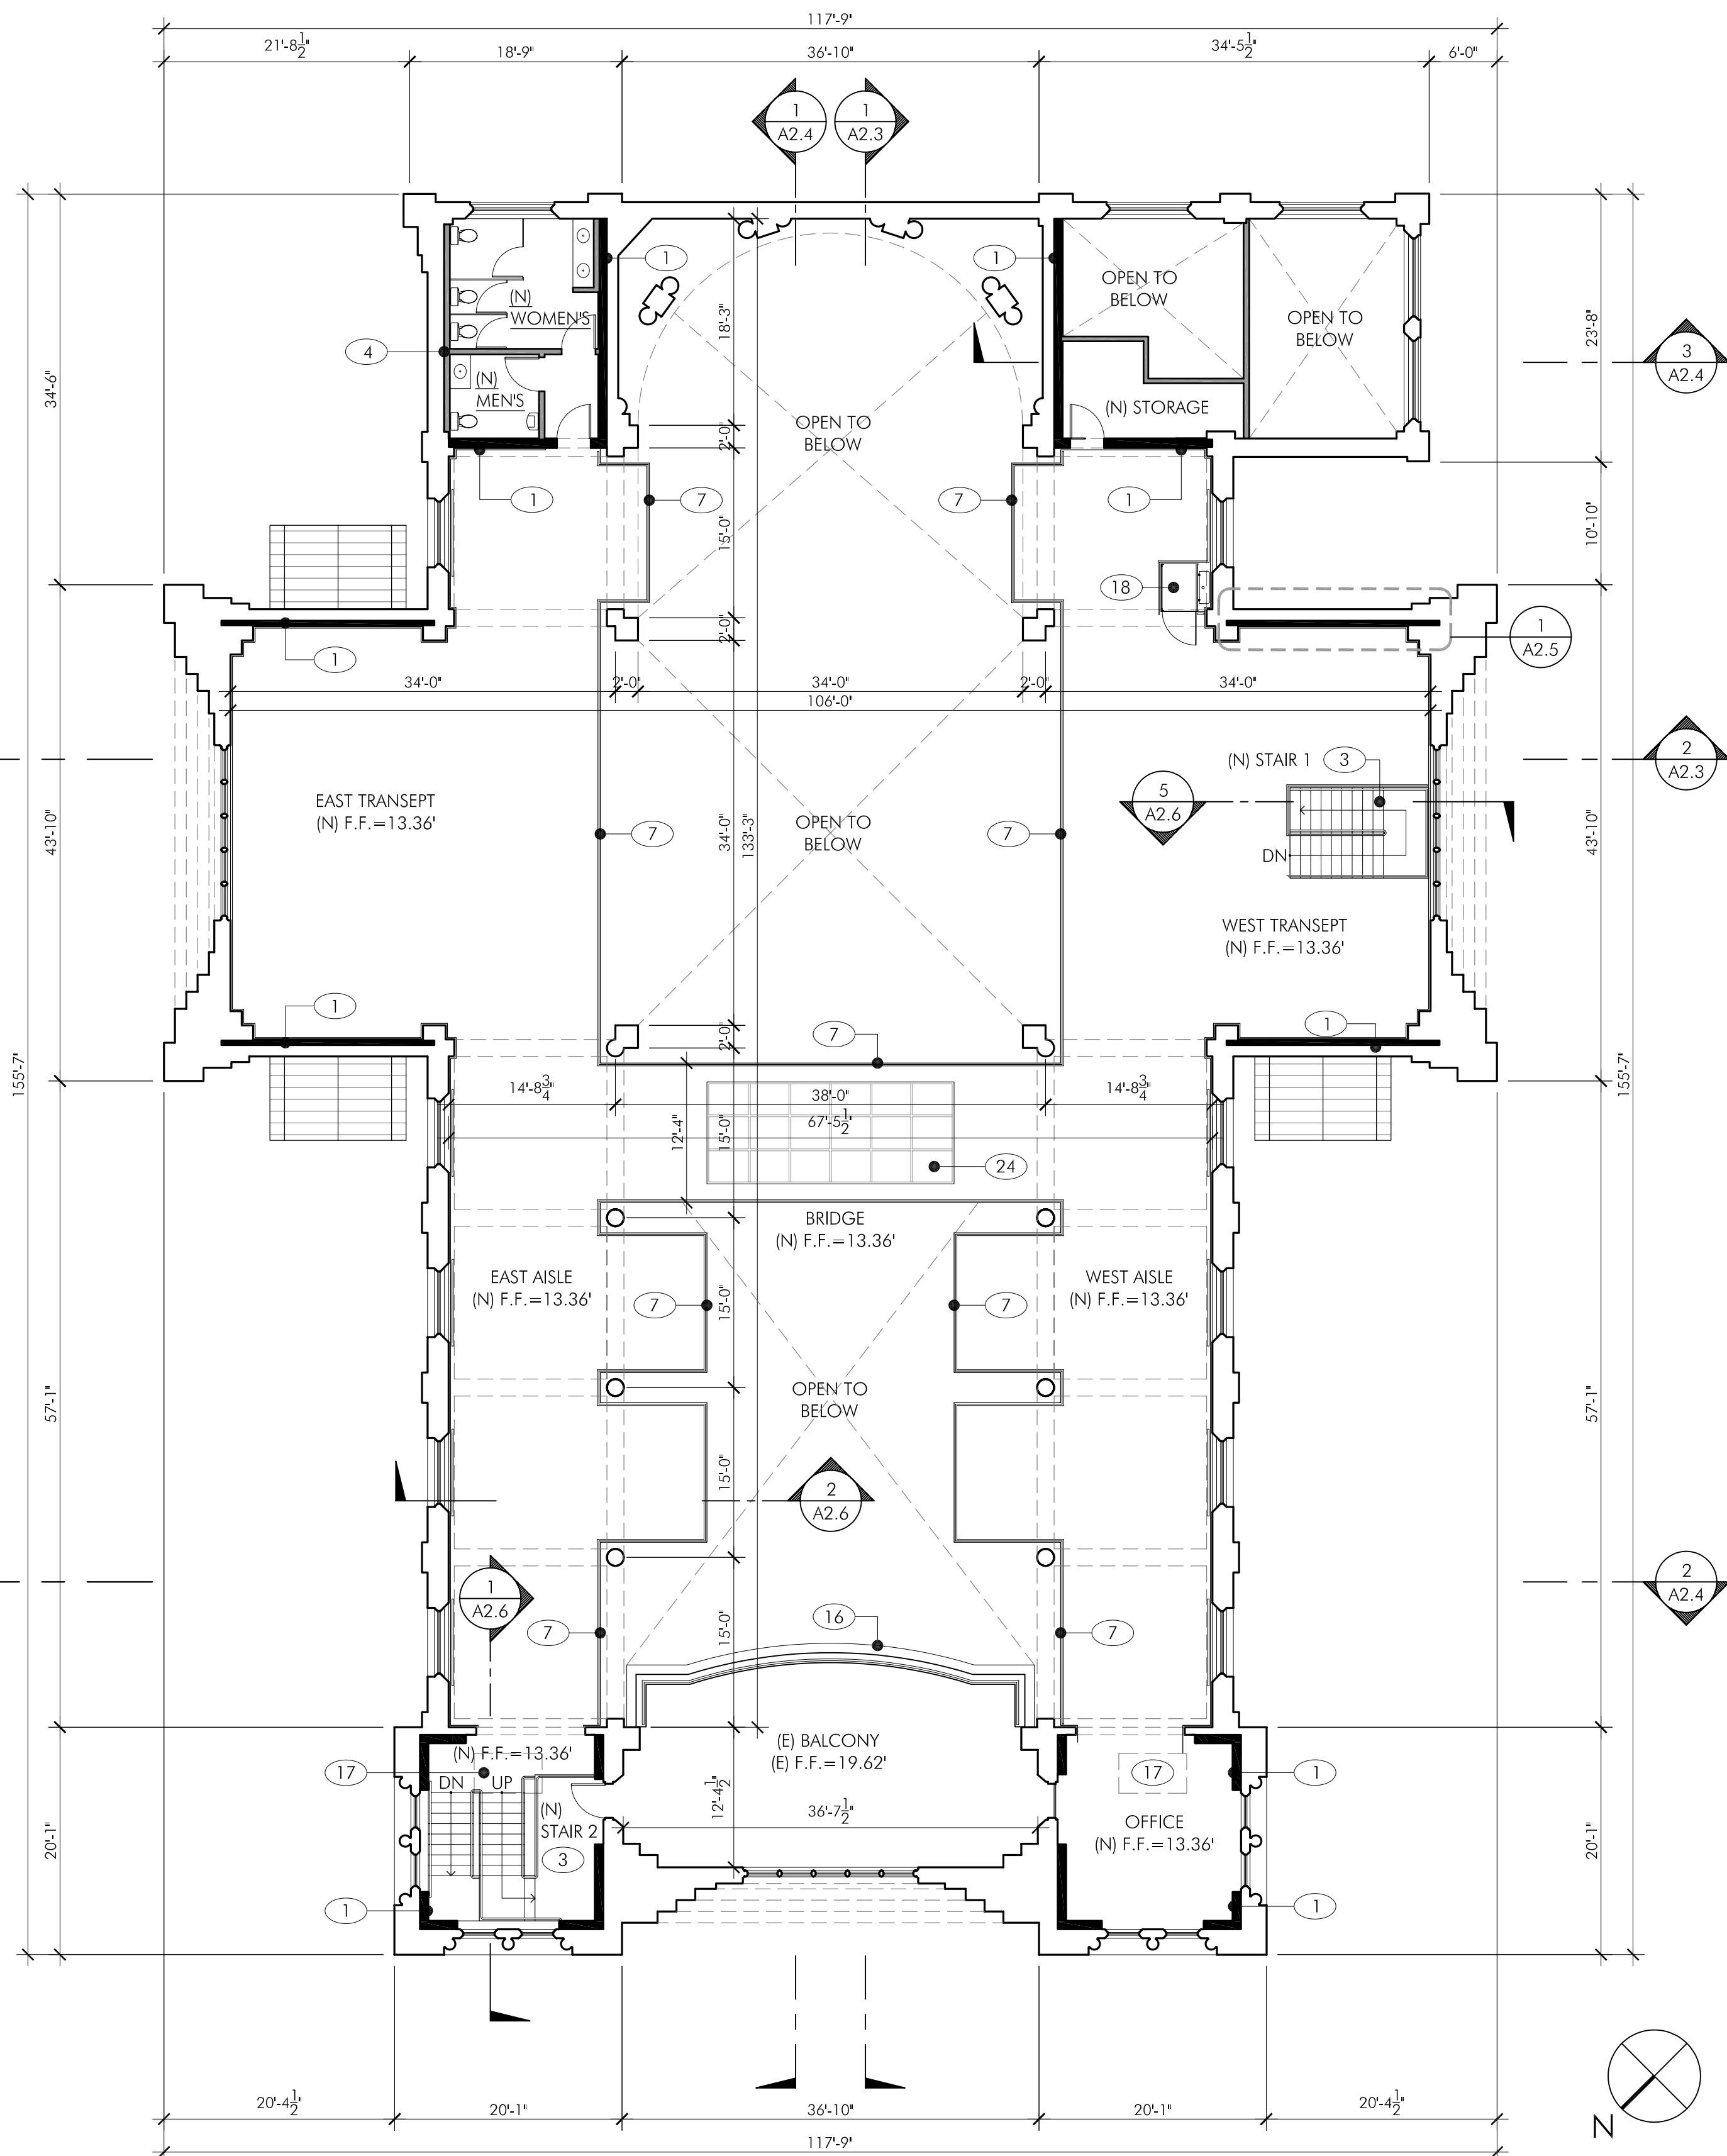 117'-9"
21'-8 1/2"
18'-9"
36'-10"
34'-5 1/2"
6'-0"
1
A2.4
1
A2.3
1
1
OPEN TO
BELOW
OPEN TO
BELOW
(N)
WOMEN'S
18'-3"
23'-8"
4
3
A2.4
34'-6"
(N)
MEN'S
(N) STORAGE
OPEN TO
BELOW
2'-0"
1
7
7
1
15'-0"
10'-10"
18
1
2'-0"
1
A2.5
34'-0"
2'-0"
34'-0"
2'-0"
34'-0"
106'-0"
(N) STAIR 1
3
2
A2.3
EAST TRANSEPT
(N) F.F.=13.36'
5
A2.6
43'-10"
7
34'-0"
133'-3"
OPEN TO
BELOW
7
DN
43'-10"
WEST TRANSEPT
(N) F.F.=13.36'
1
7
1
2'-0"
155'-7"
155'-7"
14'-8 3/4"
38'-0"
14'-8 3/4"
67'-5 1/2"
12'-4"
15'-0"
24
BRIDGE
(N) F.F.=13.36'
EAST AISLE
(N) F.F.=13.36'
WEST AISLE
(N) F.F.=13.36'
7
15'-0"
7
57'-1"
OPEN TO
BELOW
57'-1"
15'-0"
2
A2.6
1
A2.6
2
A2.4
16
7
15'-0"
7
(N) F.F.=13.36'
(E) BALCONY
(E) F.F.=19.62'
17
DN
UP
17
1
12'-4 1/2"
36'-7 1/2"
(N)
STAIR 2
3
OFFICE
(N) F.F.=13.36'
20'-1"
20'-1"
1
1
20'-4 1/2"
20'-1"
36'-10"
20'-1"
20'-4 1/2"
N
117'-9"